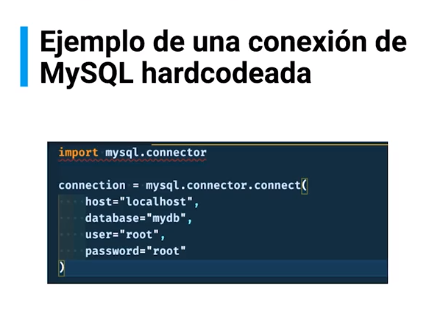 Ejemplo de una conexión de
MySQL hardcodeada
import mysql.connector
connection = mysql.connector.connect(
host="localhost",
database="mydb",
user="root",
password="root"
)